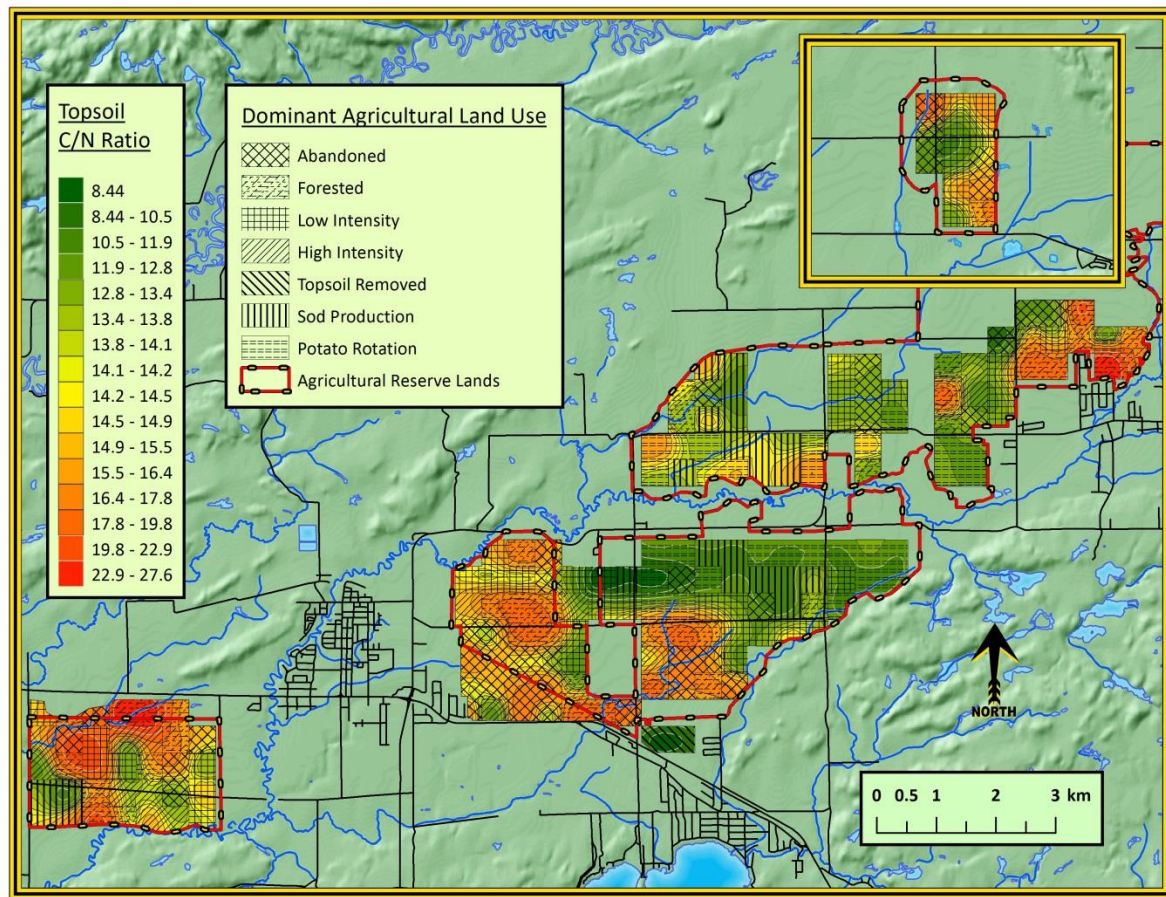 Topsoil
C/N Ratio
8.44
8.44 - 10.5
10.5 - 11.9
11.9 - 12.8
12.8 - 13.4
13.4 - 13.8
13.8 - 14.1
14.1 - 14.2
14.2 - 14.5
14.5 - 14.9
14.9 - 15.5
15.5 - 16.4
16.4 - 17.8
17.8 - 19.8
19.8 - 22.9
22.9 - 27.6
Dominant Agricultural Land Use
Abandoned
Forested
Low Intensity
High Intensity
Topsoil Removed
Sod Production
Potato Rotation
Agricultural Reserve Lands
NORTH
0 0.5 1 2 3 km